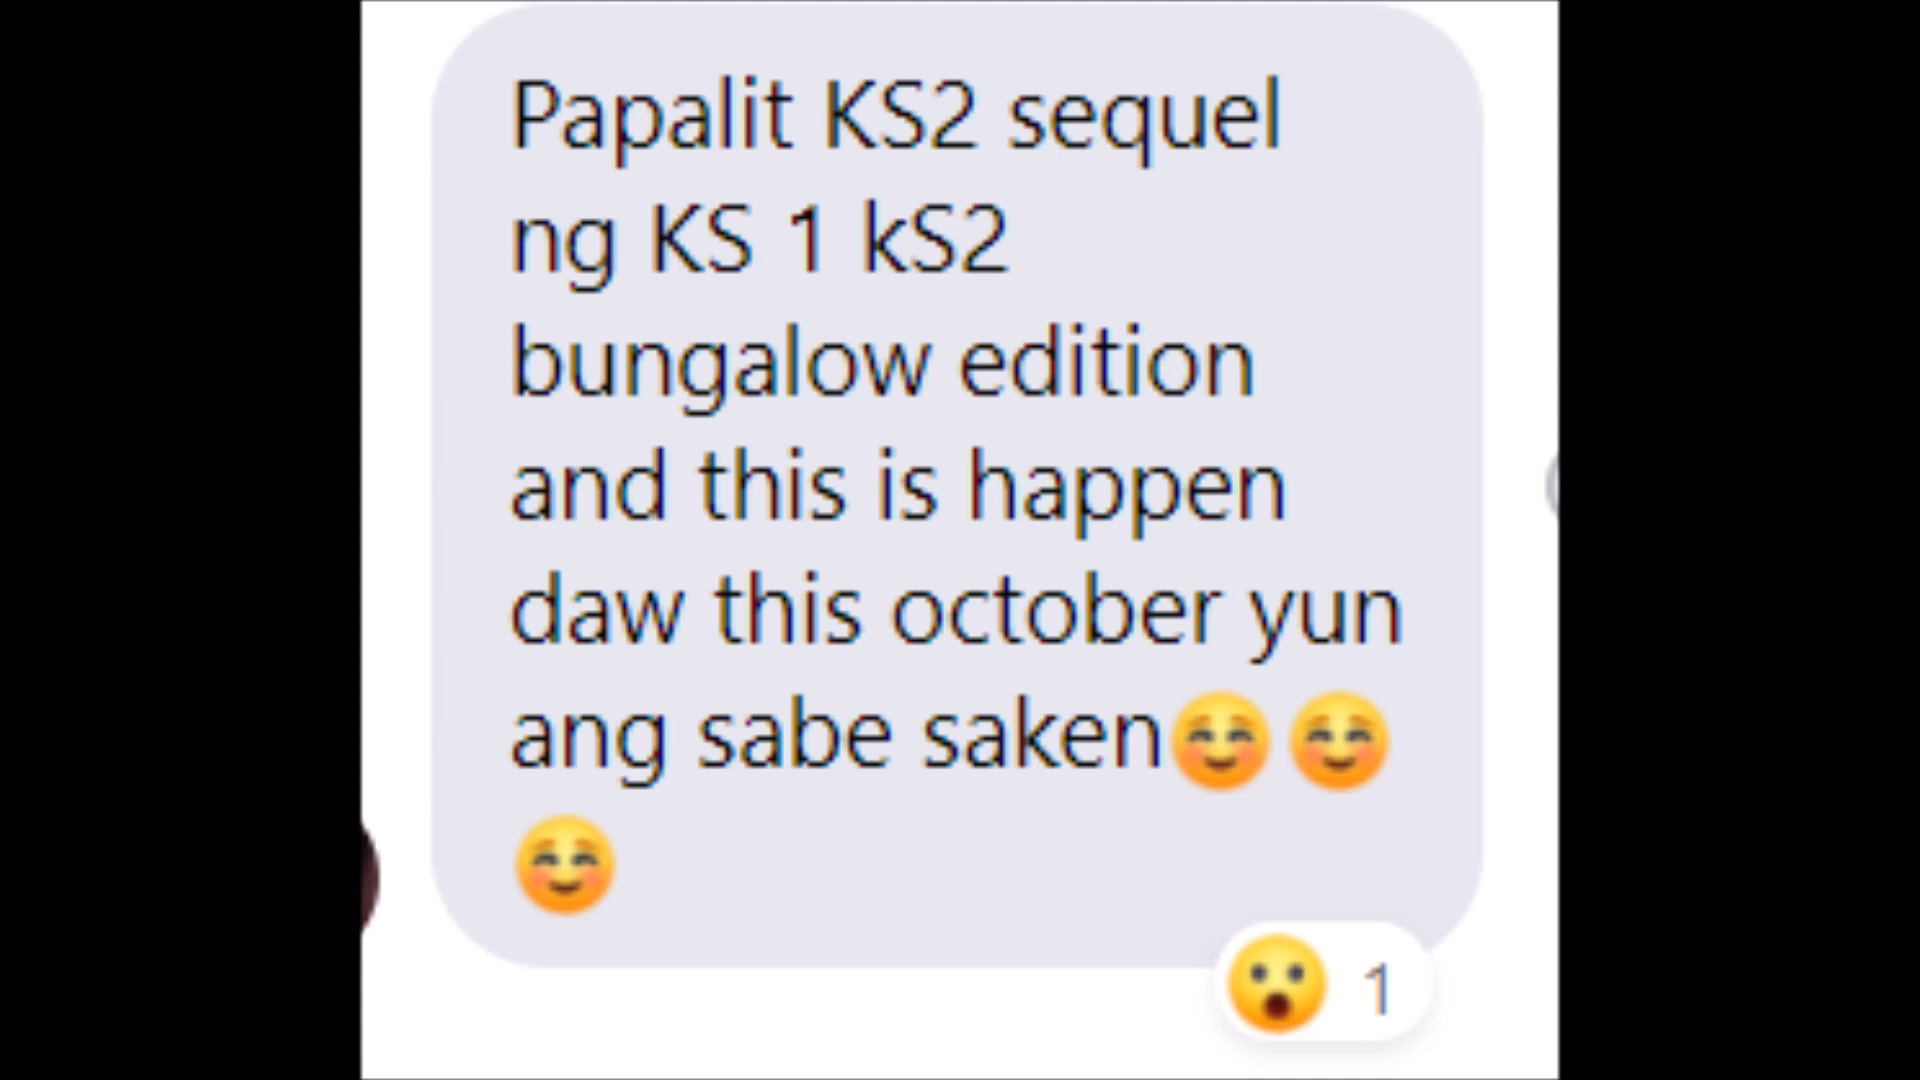 Papalit KS2 sequel
ng KS 1 kS2
bungalow edition
and this is happen
daw this october yun
ang sabe saken☺️☺️
☺️
😮 1